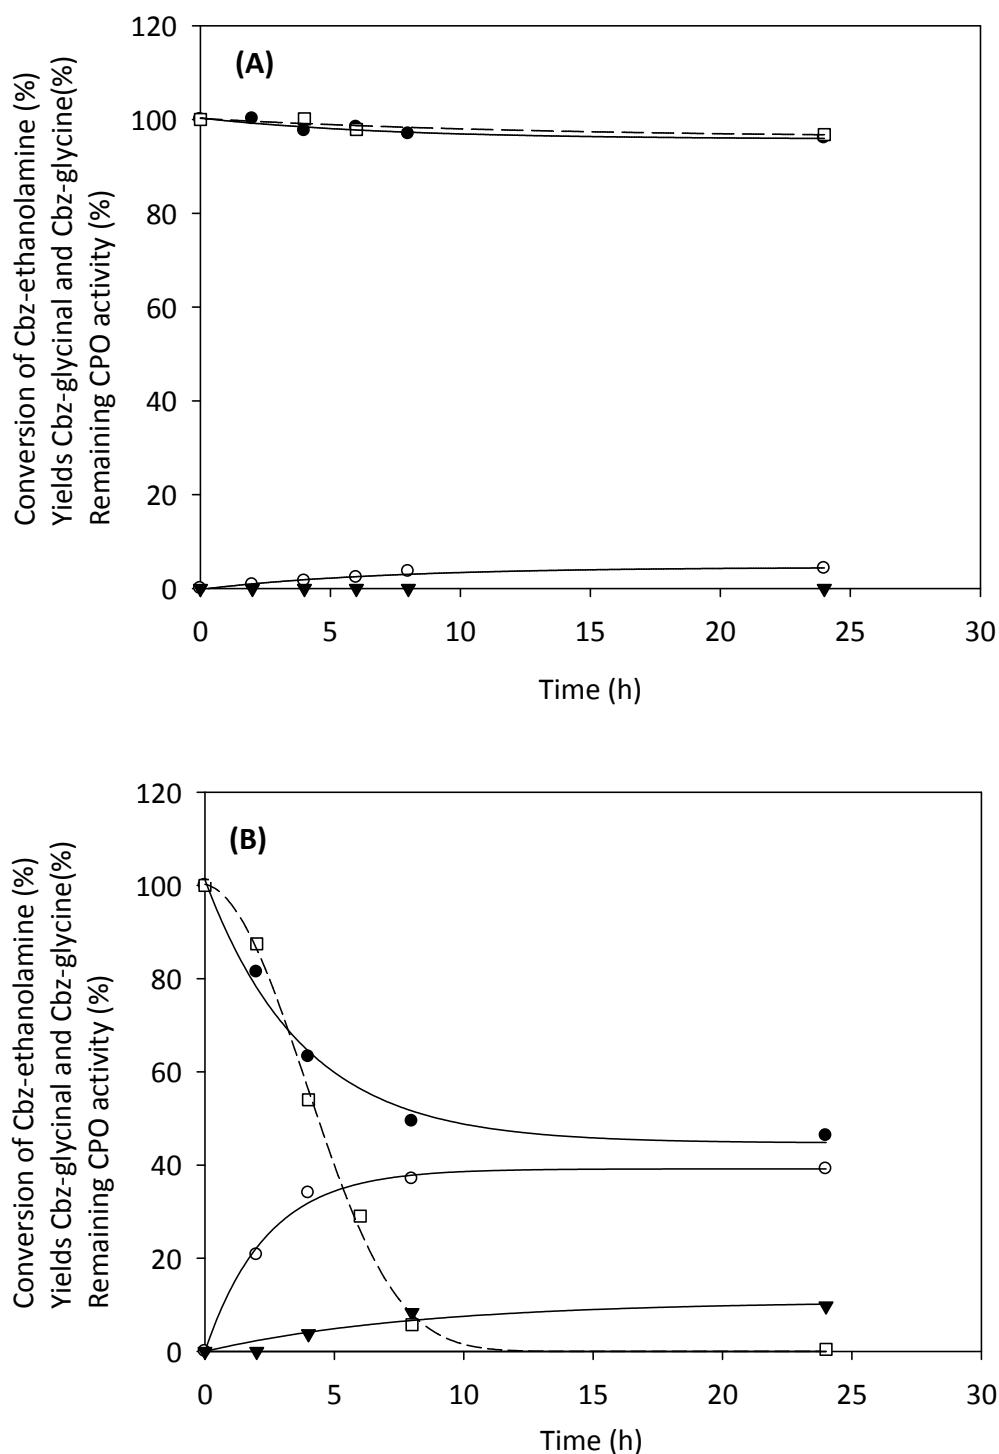 Conversion of Cbz-ethanolamine (%)
Yields Cbz-glycinal and Cbz-glycine(%)
Remaining CPO activity (%)
(A)
120
100
80
60
40
20
0
0 5 10 15 20 25 30
Time (h)
Conversion of Cbz-ethanolamine (%)
Yields Cbz-glycinal and Cbz-glycine(%)
Remaining CPO activity (%)
(B)
120
100
80
60
40
20
0
0 5 10 15 20 25 30
Time (h)